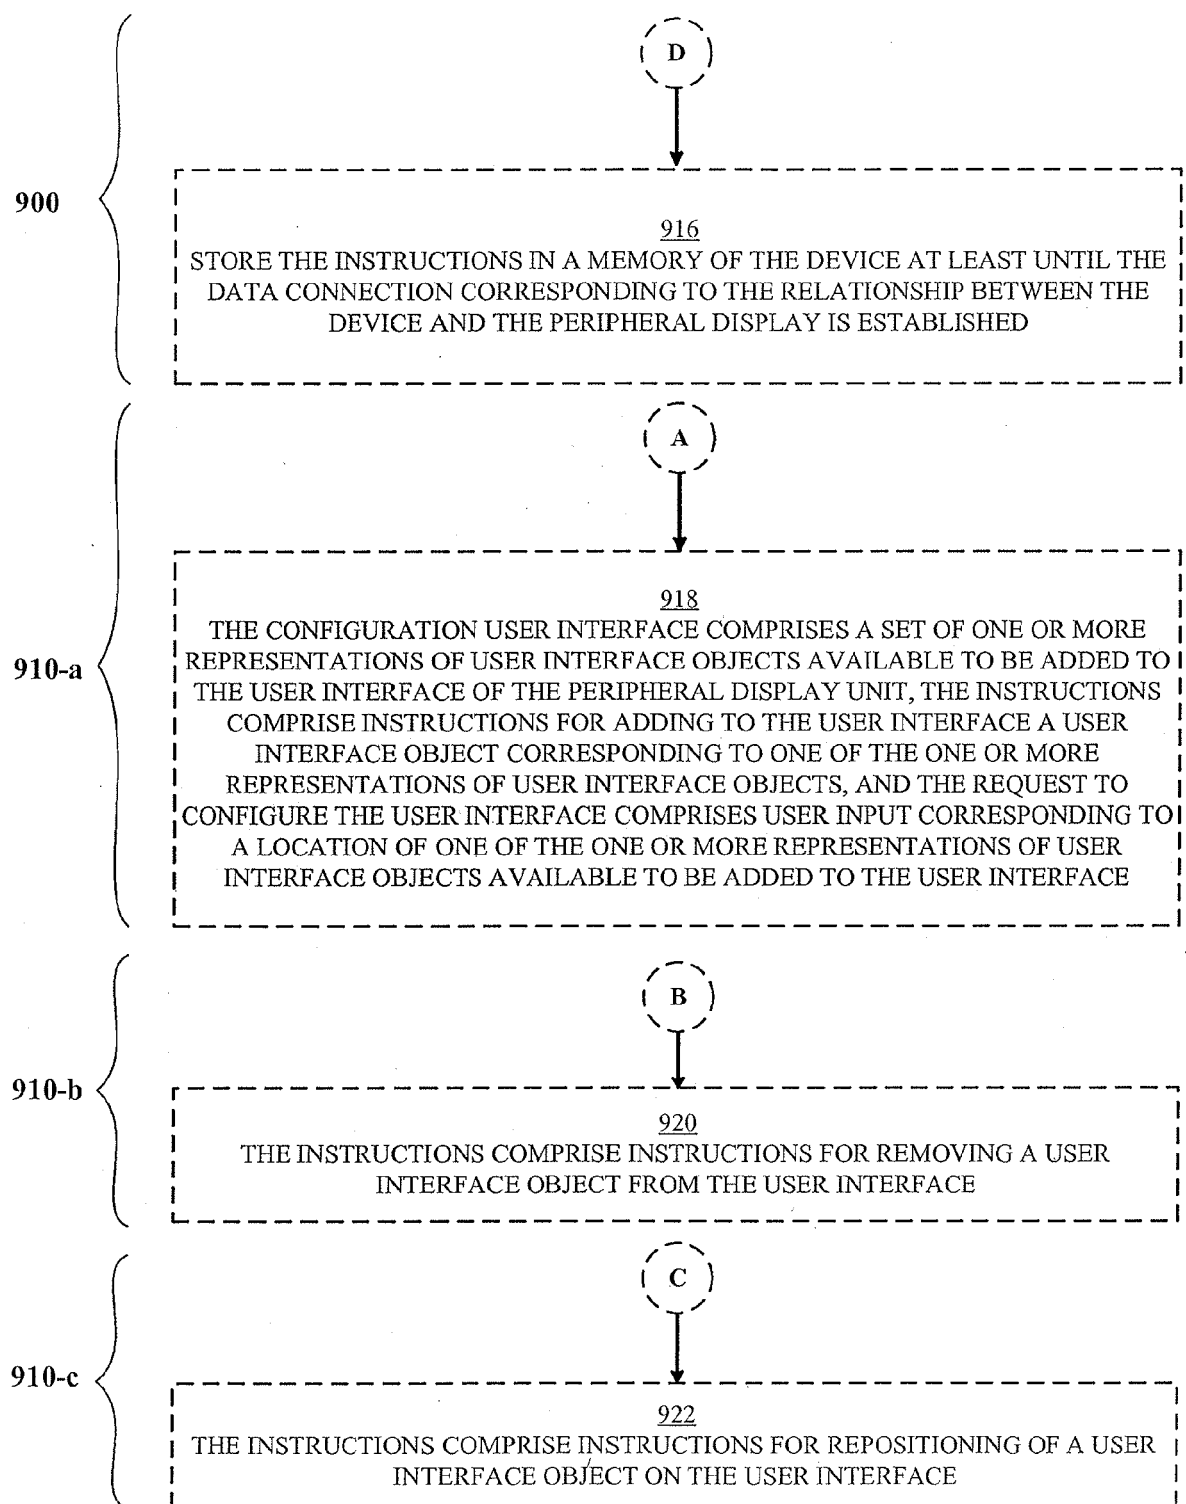 D
900
916
STORE THE INSTRUCTIONS IN A MEMORY OF THE DEVICE AT LEAST UNTIL THE
DATA CONNECTION CORRESPONDING TO THE RELATIONSHIP BETWEEN THE
DEVICE AND THE PERIPHERAL DISPLAY IS ESTABLISHED
A
910-a
918
THE CONFIGURATION USER INTERFACE COMPRISES A SET OF ONE OR MORE
REPRESENTATIONS OF USER INTERFACE OBJECTS AVAILABLE TO BE ADDED TO
THE USER INTERFACE OF THE PERIPHERAL DISPLAY UNIT, THE INSTRUCTIONS
COMPRISE INSTRUCTIONS FOR ADDING TO THE USER INTERFACE A USER
INTERFACE OBJECT CORRESPONDING TO ONE OF THE ONE OR MORE
REPRESENTATIONS OF USER INTERFACE OBJECTS, AND THE REQUEST TO
CONFIGURE THE USER INTERFACE COMPRISES USER INPUT CORRESPONDING TO
A LOCATION OF ONE OF THE ONE OR MORE REPRESENTATIONS OF USER
INTERFACE OBJECTS AVAILABLE TO BE ADDED TO THE USER INTERFACE
B
910-b
920
THE INSTRUCTIONS COMPRISE INSTRUCTIONS FOR REMOVING A USER
INTERFACE OBJECT FROM THE USER INTERFACE
C
910-c
922
THE INSTRUCTIONS COMPRISE INSTRUCTIONS FOR REPOSITIONING OF A USER
INTERFACE OBJECT ON THE USER INTERFACE